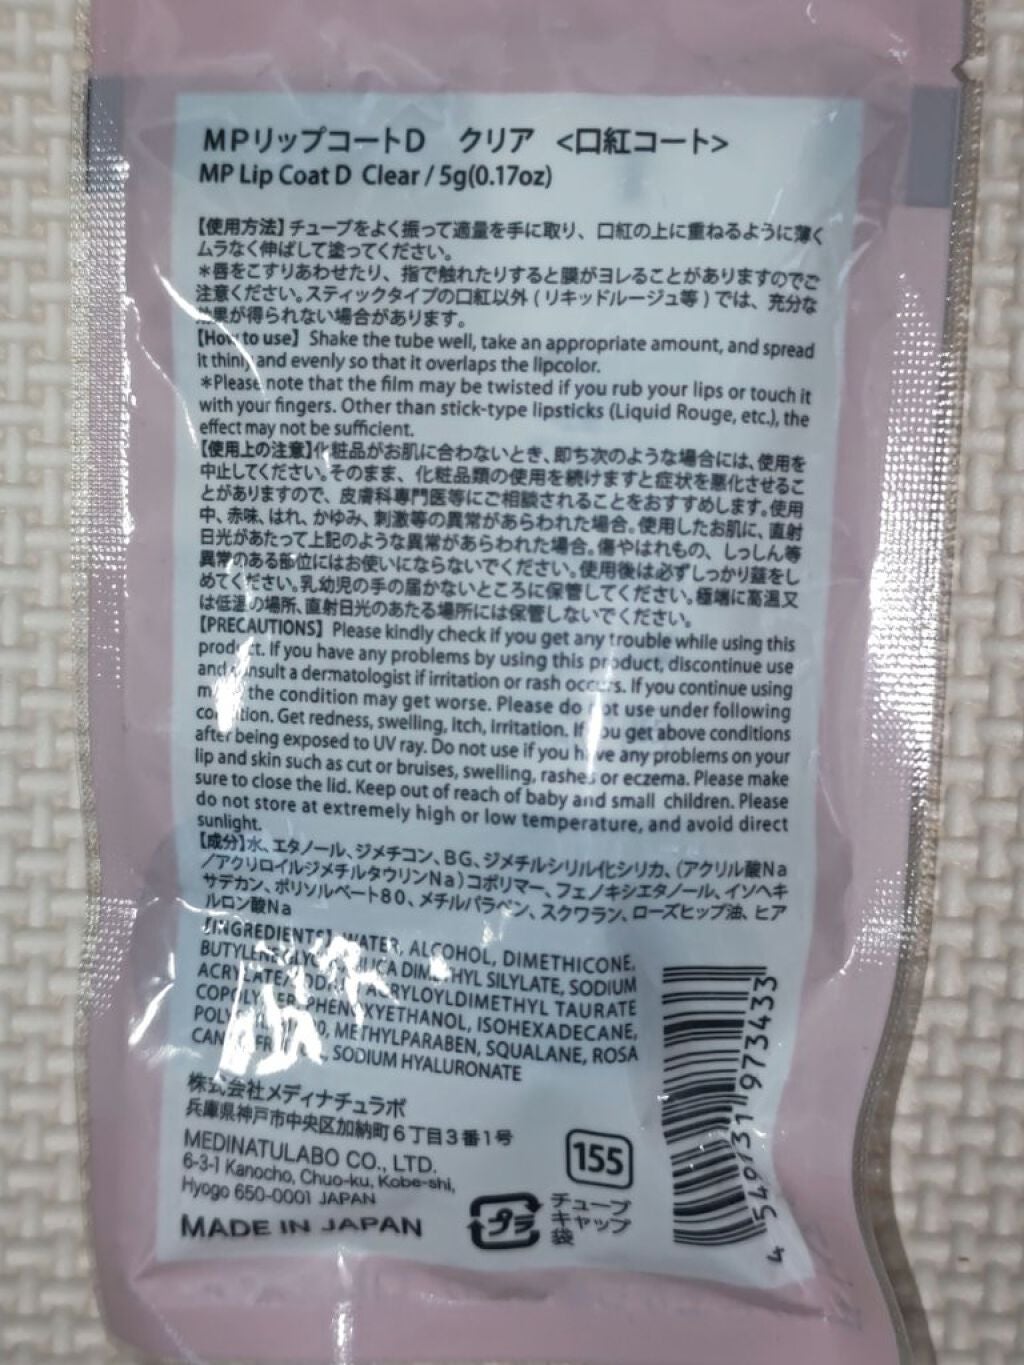 MPリップコートD　クリア　<口紅コート>
MP Lip Coat D Clear / 5g(0.17oz)
【使用方法】チューブをよく振って適量を手に取り、口紅の上に重ねるように薄く
ムラなく伸ばして塗ってください。
＊唇をこすりあわせたり、指で触れたりすると膜がヨレることがありますのでご
注意ください。スティックタイプの口紅以外(リキッドルージュ等)では、充分な
効果が得られない場合があります。
【How to use】Shake the tube well, take an appropriate amount, and spread
it thinly and evenly so that it overlaps the lipcolor.
＊Please note that the film may be twisted if you rub your lips or touch it
with your fingers. Other than stick-type lipsticks (Liquid Rouge, etc.), the
effect may not be sufficient.
【使用上の注意】化粧品がお肌に合わないとき、即ち次のような場合には、使用を
中止してください。そのまま、化粧品類の使用を続けますと症状を悪化させるこ
とがありますので、皮膚科専門医等にご相談されることをおすすめします。使用
中、赤味、はれ、かゆみ、刺激等の異常があらわれた場合。使用したお肌に、直射
日光があたって上記のような異常があらわれた場合。傷やはれもの、しっしん等
異常のある部位にはお使いにならないでください。使用後は必ずしっかり蓋をし
めてください。乳幼児の手の届かないところに保管してください。極端に高温又
は低温の場所、直射日光のあたる場所には保管しないでください。
【PRECAUTIONS】Please kindly check if you get any trouble while using this
product. If you have any problems by using this product, discontinue use
and consult a dermatologist if irritation or rash occurs. If you continue using
the condition may get worse. Please do not use under following
condition. Get redness, swelling, itch, irritation. If you get above conditions
after being exposed to UV ray. Do not use if you have any problems on your
lip and skin such as cut or bruises, swelling, rashes or eczema. Please make
sure to close the lid. Keep out of reach of baby and small children. Please
do not store at extremely high or low temperature, and avoid direct
sunlight.
【成分】水、エタノール、ジメチコン、BG、ジメチルシリル化シリカ、(アクリル酸Na
/アクリロイルジメチルタウリンNa)コポリマー、フェノキシエタノール、イソヘキ
サデカン、ポリソルベート80、メチルパラベン、スクワラン、ローズヒップ油、ヒア
ルロン酸Na
【INGREDIENTS】WATER, ALCOHOL, DIMETHICONE,
BUTYLENE SILICA DIMETHYL SILYLATE, SODIUM
ACRYLATE/ ACRYLOYLDIMETHYL TAURATE
COPOLYMER, PHENOXYETHANOL, ISOHEXADECANE,
METHYLPARABEN, SQUALANE, ROSA
SODIUM HYALURONATE
株式会社メディナチュラボ
兵庫県神戸市中央区加納町6丁目3番1号
MEDINATULABO CO., LTD.
6-3-1 Kanocho, Chuo-ku, Kobe-shi,
Hyogo 650-0001 JAPAN
MADE IN JAPAN
155
プラ
チューブ
キャップ
袋
4 549731 973433